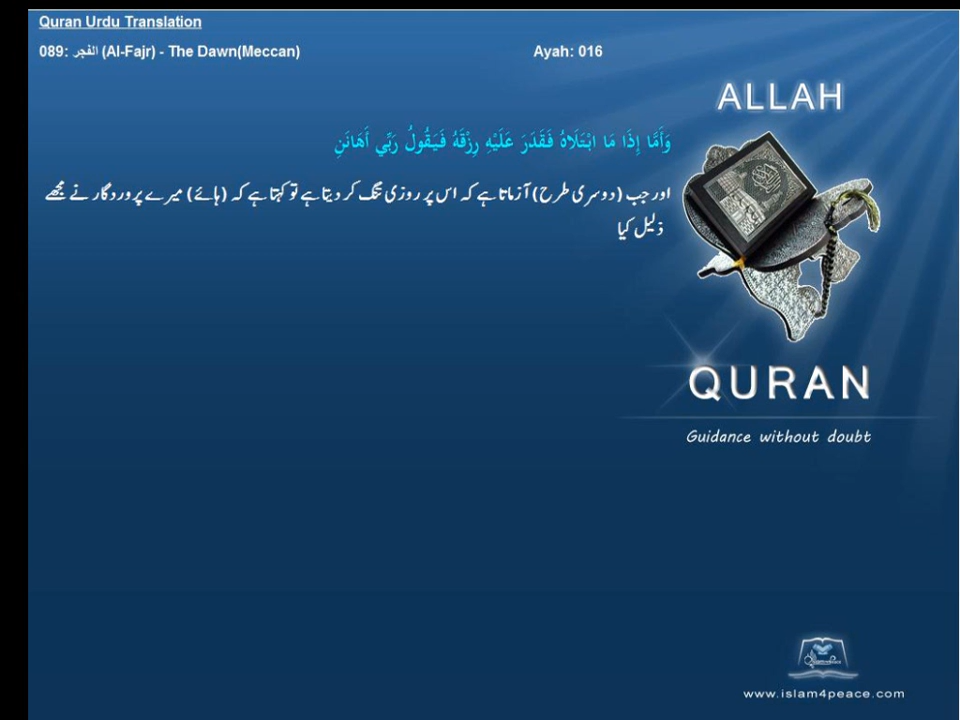 Quran Urdu Translation
089: الفجر (Al-Fajr) - The Dawn(Meccan)
Ayah: 016
ALLAH
وَأَمَّا إِذَا مَا ابْتَلَاهُ فَقَدَرَ عَلَيْهِ رِزْقَهُ فَيَقُولُ رَبِّي أَهَانَنِ
اور جب (دوسری طرح) آزماتا ہے کہ اس پر روزی تنگ کر دیتا ہے تو کہتا ہے کہ (ہائے) میرے پروردگار نے مجھے
ذلیل کیا
QURAN
Guidance without doubt
www.islam4peace.com